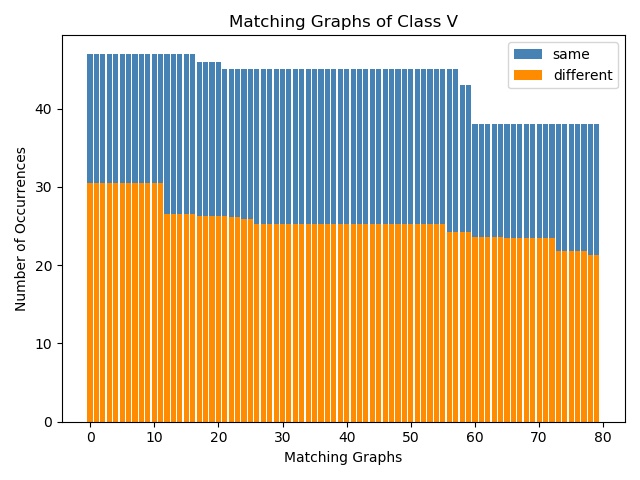 Matching Graphs of Class V
same
different
Number of Occurrences
40
30
20
10
0
0 10 20 30 40 50 60 70 80
Matching Graphs